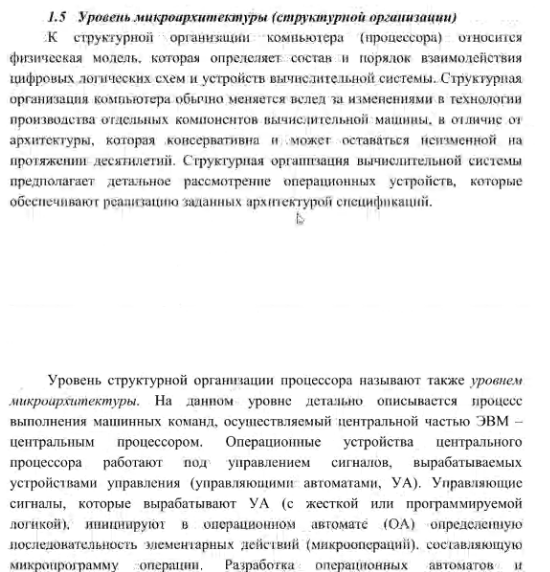 1.5 Уровень микроархитектуры (структурной организации)
К структурной организации компьютера (процессора) относится
физическая модель, которая определяет состав и порядок взаимодействия
цифровых логических схем и устройств вычислительной системы. Структурная
организация компьютера обычно меняется вслед за изменениями в технологии
производства отдельных компонентов вычислительной машины, в отличие от
архитектуры, которая консервативна и может оставаться неизменной на
протяжении десятилетий. Структурная организация вычислительной системы
предполагает детальное рассмотрение операционных устройств, которые
обеспечивают реализацию заданных архитектурой спецификаций.
Уровень структурной организации процессора называют также уровнем
микроархитектуры. На данном уровне детально описывается процесс
выполнения машинных команд, осуществляемый центральной частью ЭВМ –
центральным процессором. Операционные устройства центрального
процессора работают под управлением сигналов, вырабатываемых
устройствами управления (управляющими автоматами, УА). Управляющие
сигналы, которые вырабатывают УА (с жесткой или программируемой
логикой), инициируют в операционном автомате (ОА) определенную
последовательность элементарных действий (микроопераций), составляющую
микропрограмму операции. Разработка операционных автоматов и